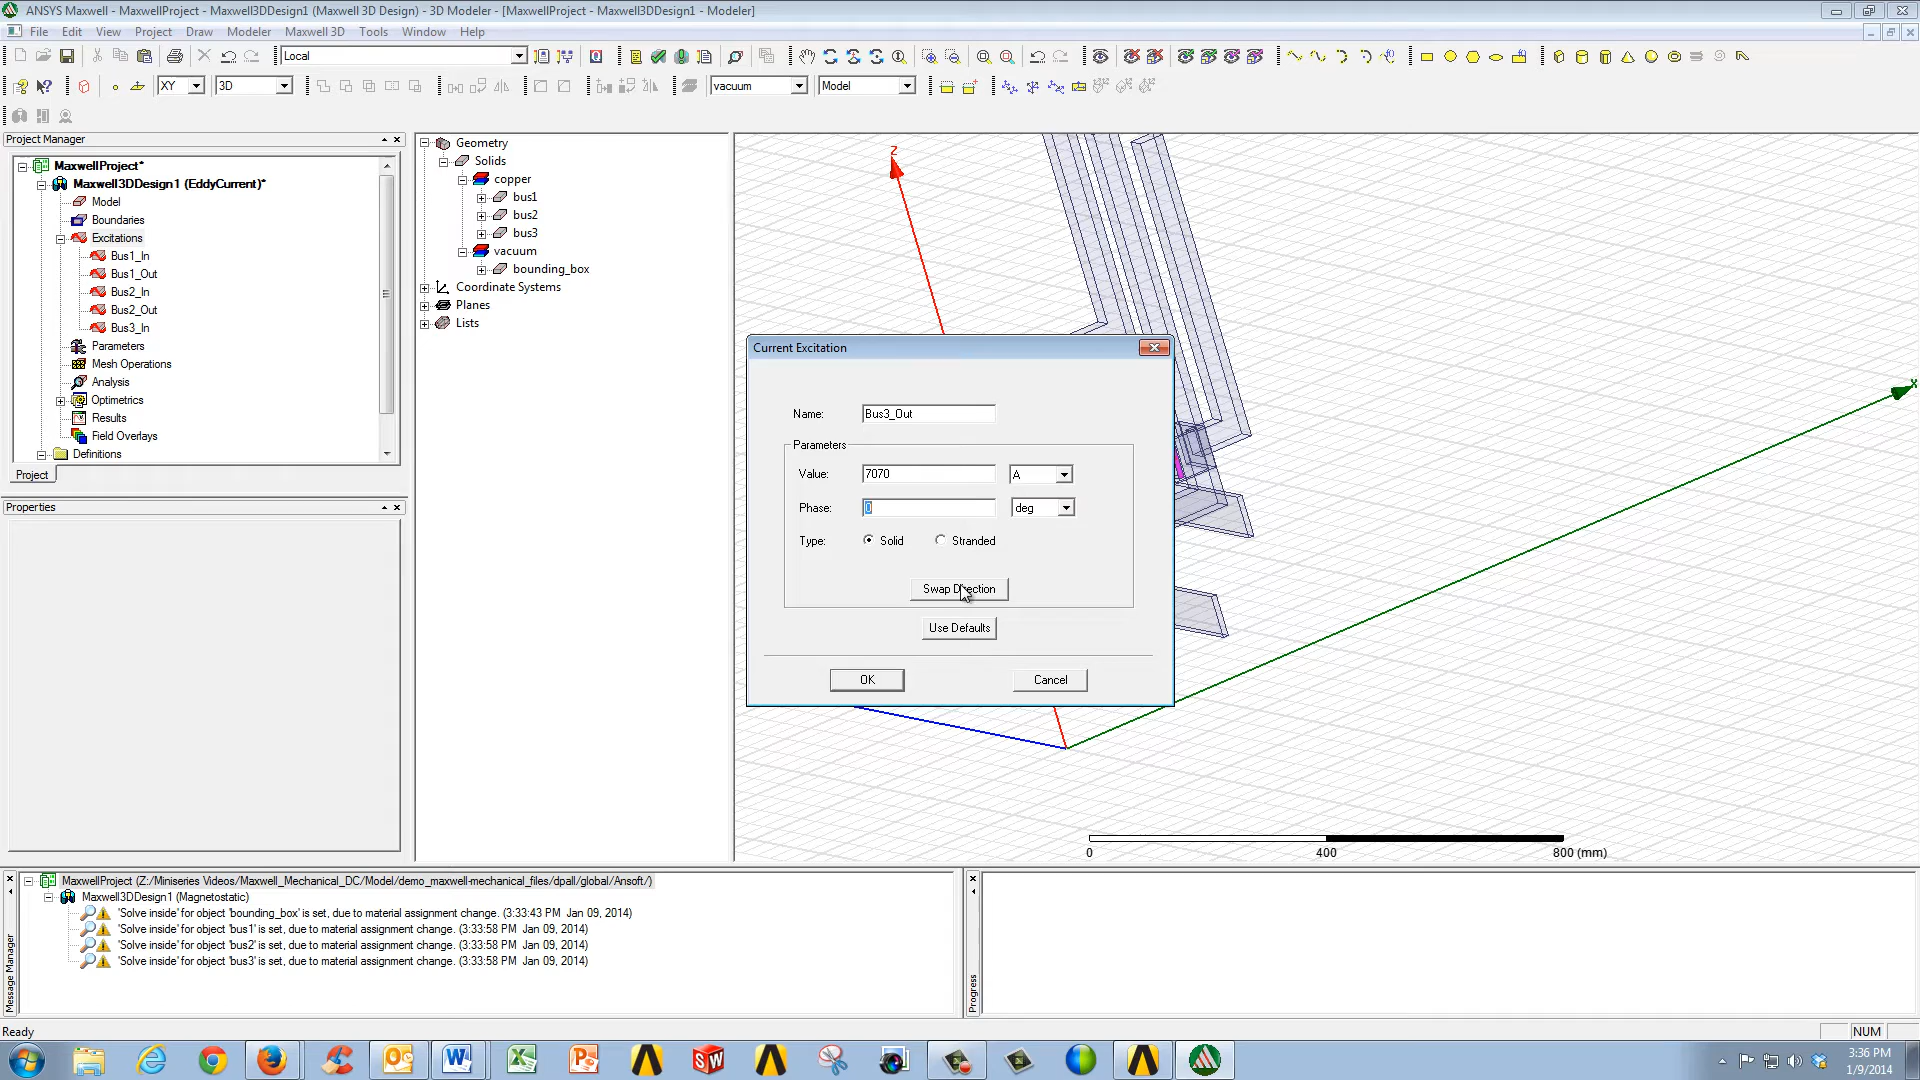 ANSYS Maxwell - MaxwellProject - Maxwell3DDesign1 (Maxwell 3D Design) - 3D Modeler - [MaxwellProject - Maxwell3DDesign1 - Modeler]
File Edit View Project Draw Modeler Maxwell 3D Tools Window Help
Local
XY 3D vacuum Model
Project Manager
MaxwellProject*
Maxwell3DDesign1 (EddyCurrent)*
Model
Boundaries
Excitations
Bus1_In
Bus1_Out
Bus2_In
Bus2_Out
Bus3_In
Parameters
Mesh Operations
Analysis
Optimetrics
Results
Field Overlays
Definitions
Project
Properties
Geometry
Solids
copper
bus1
bus2
bus3
vacuum
bounding_box
Coordinate Systems
Planes
Lists
Z
X
Current Excitation
Name: Bus3_Out
Parameters
Value: 7070 A
Phase: 0 deg
Type: Solid Stranded
Swap Direction
Use Defaults
OK Cancel
0 400 800 (mm)
MaxwellProject (Z:/Miniseries Videos/Maxwell_Mechanical_DC/Model/demo_maxwell-mechanical_files/dpall/global/Ansoft/)
Maxwell3DDesign1 (Magnetostatic)
'Solve inside' for object 'bounding_box' is set, due to material assignment change. (3:33:43 PM Jan 09, 2014)
'Solve inside' for object 'bus1' is set, due to material assignment change. (3:33:58 PM Jan 09, 2014)
'Solve inside' for object 'bus2' is set, due to material assignment change. (3:33:58 PM Jan 09, 2014)
'Solve inside' for object 'bus3' is set, due to material assignment change. (3:33:58 PM Jan 09, 2014)
Message Manager
Progress
Ready
NUM
3:36 PM
1/9/2014